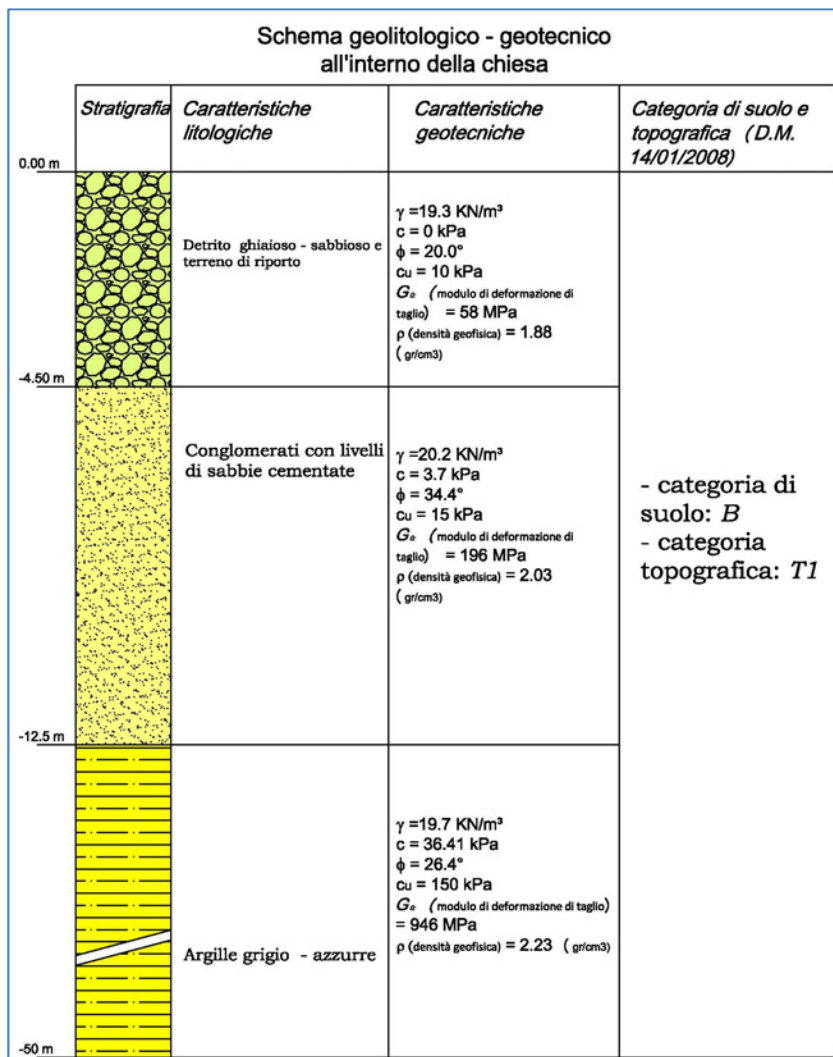 Schema geolitologico - geotecnico
all'interno della chiesa
Stratigrafia
Caratteristiche
litologiche
Caratteristiche
geotecniche
Categoria di suolo e
topografica (D.M.
14/01/2008)
0.00 m
Detrito ghiaioso - sabbioso e
terreno di riporto
γ =19.3 KN/m³
c = 0 kPa
ϕ = 20.0°
cu = 10 kPa
Go (modulo di deformazione di
taglio) = 58 MPa
ρ (densità geofisica) = 1.88
( gr/cm3)
-4.50 m
Conglomerati con livelli
di sabbie cementate
γ =20.2 KN/m³
c = 3.7 kPa
ϕ = 34.4°
cu = 15 kPa
Go (modulo di deformazione di
taglio) = 196 MPa
ρ (densità geofisica) = 2.03
( gr/cm3)
- categoria di
suolo: B
- categoria
topografica: T1
-12.5 m
Argille grigio - azzurre
γ =19.7 KN/m³
c = 36.41 kPa
ϕ = 26.4°
cu = 150 kPa
Go (modulo di deformazione di taglio)
= 946 MPa
ρ (densità geofisica) = 2.23 ( gr/cm3)
-50 m